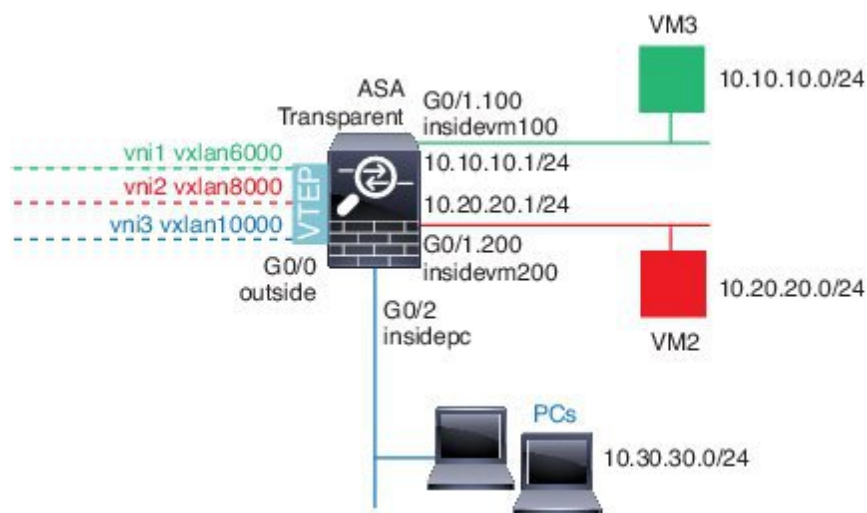 VM3
10.10.10.0/24
ASA
Transparent
G0/1.100
insidevm100
vni1 vxlan6000
vni2 vxlan8000
vni3 vxlan10000
VTEP
10.10.10.1/24
10.20.20.1/24
G0/0
outside
G0/1.200
insidevm200
10.20.20.0/24
VM2
G0/2
insidepc
PCs
10.30.30.0/24